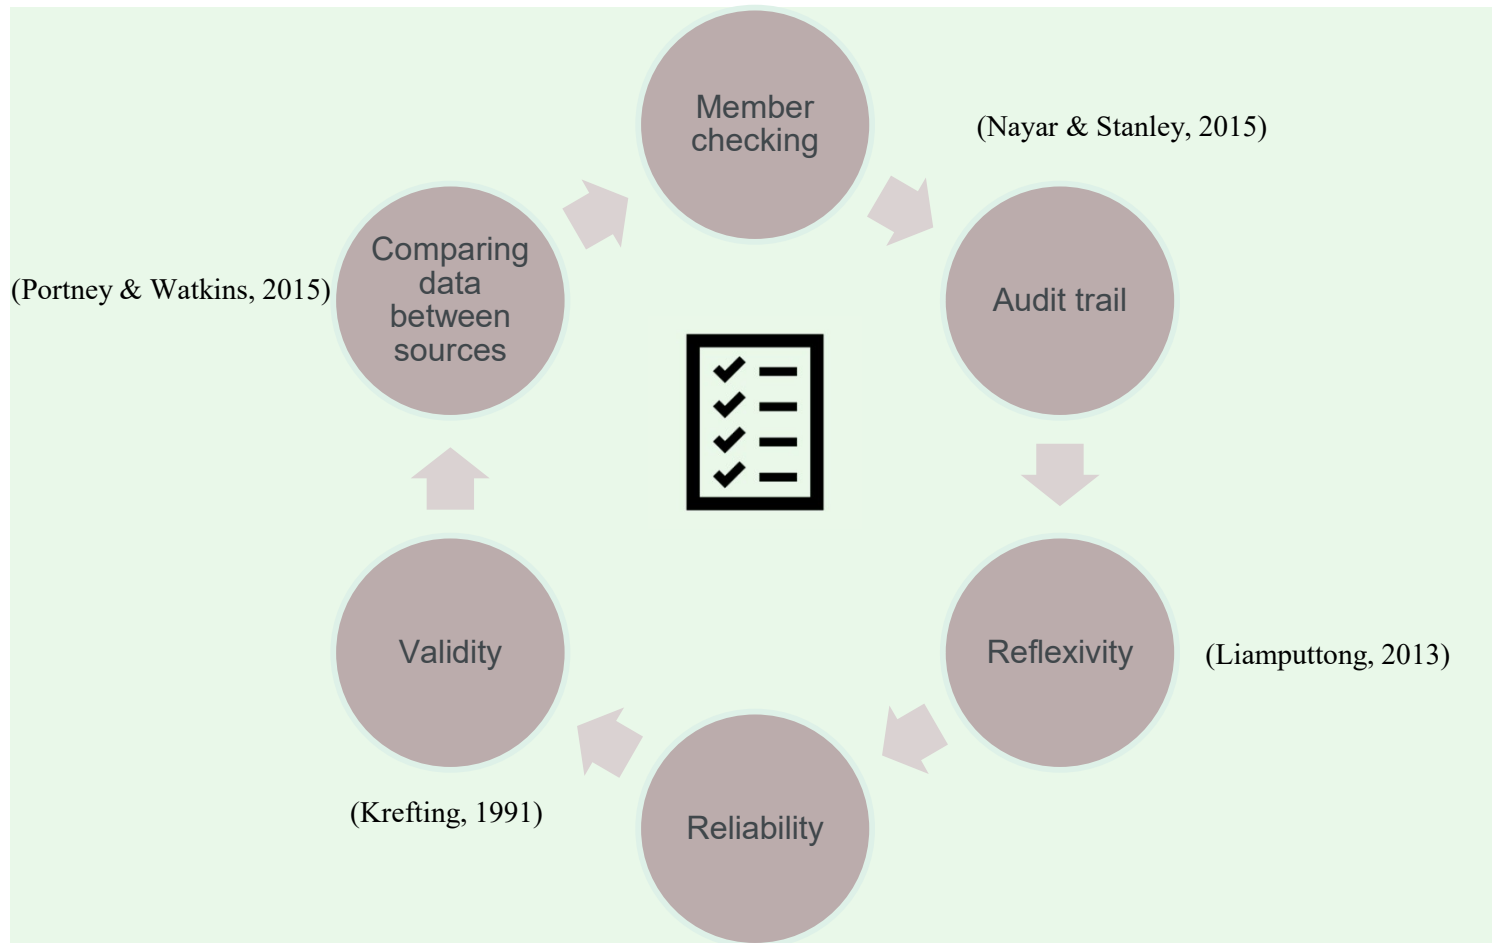 Member
checking
(Nayar & Stanley, 2015)
Audit trail
Reflexivity
(Liamputtong, 2013)
Reliability
(Krefting, 1991)
Validity
Comparing
data
between
sources
(Portney & Watkins, 2015)